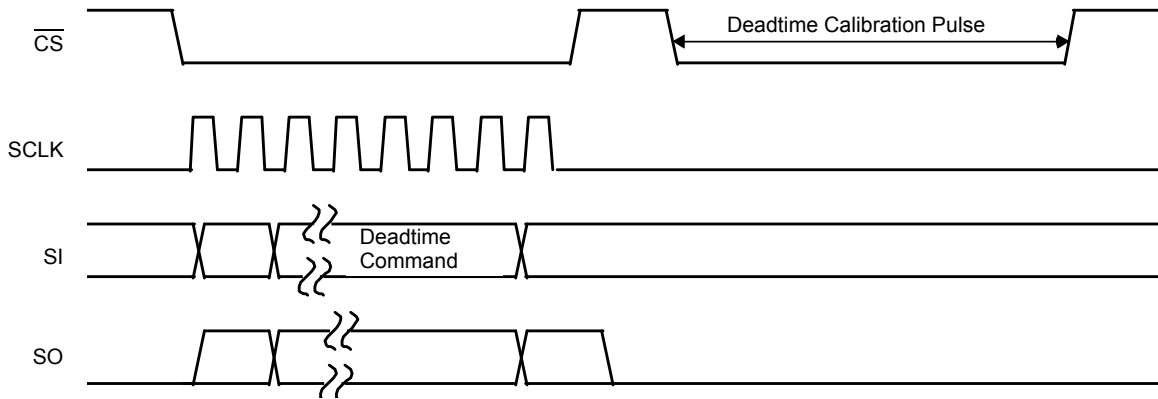 CS
Deadtime Calibration Pulse
SCLK
SI
Deadtime
Command
SO